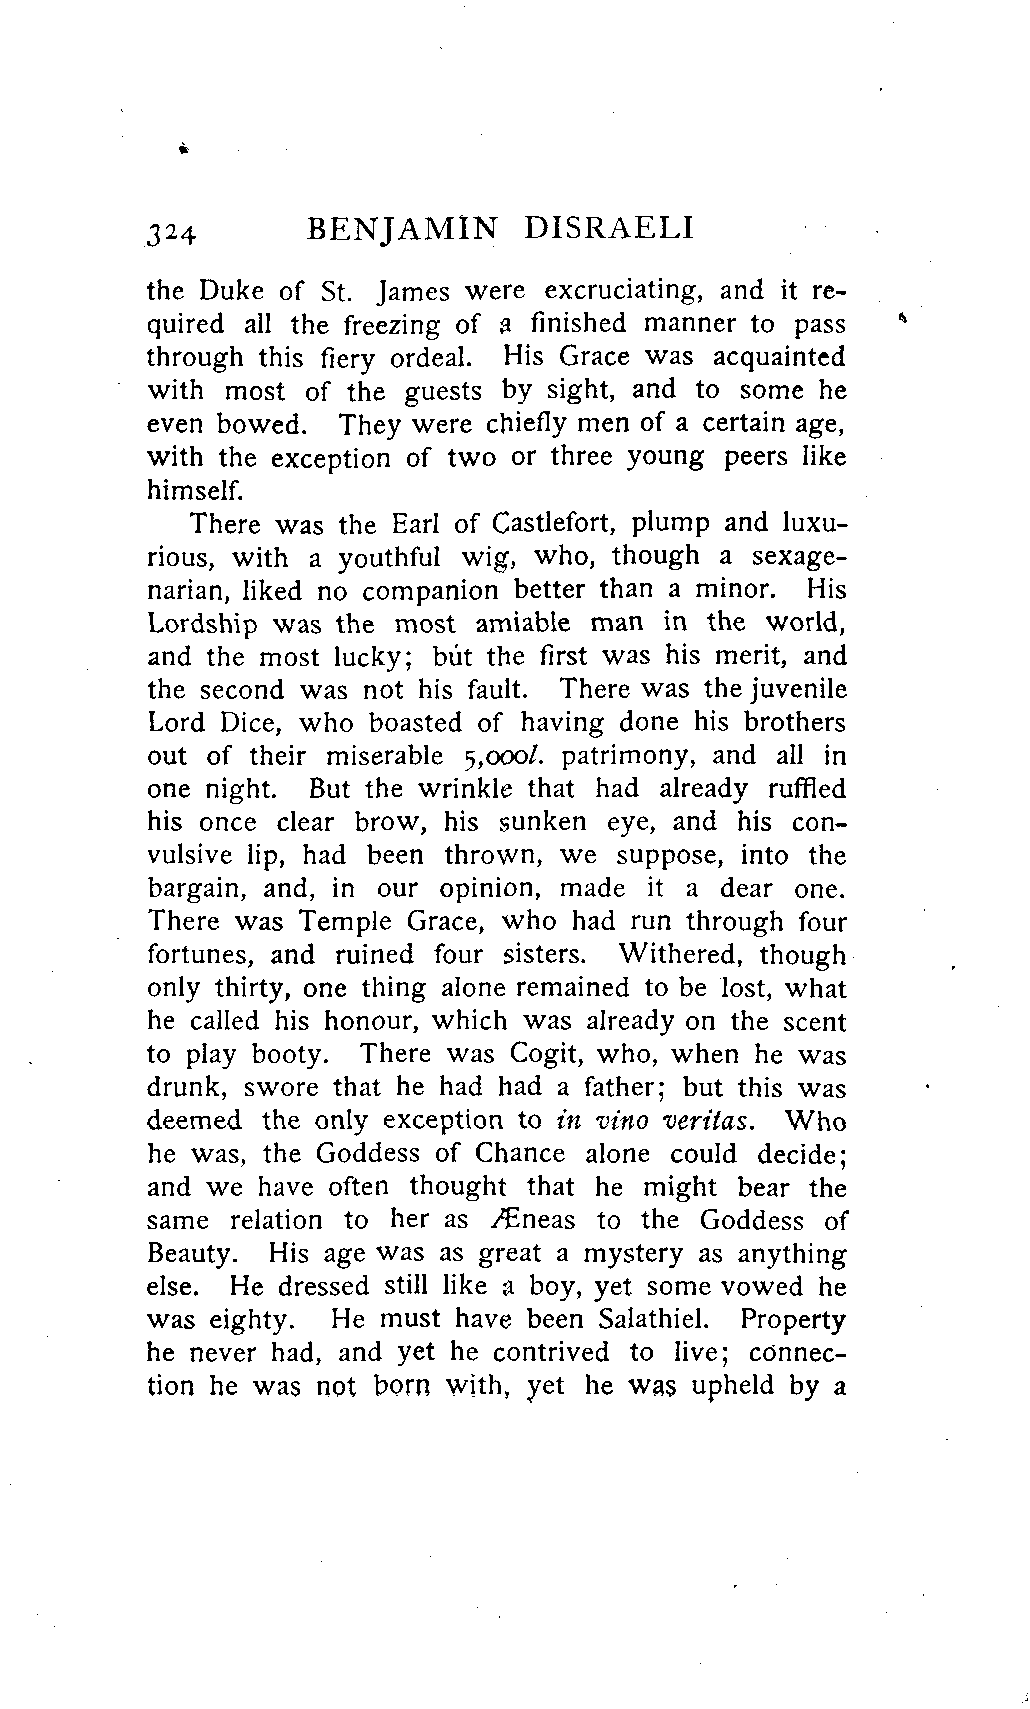 324 BENJAMIN DISRAELI
the Duke of St. James were excruciating, and it re-
quired all the freezing of a finished manner to pass
through this fiery ordeal. His Grace was acquainted
with most of the guests by sight, and to some he
even bowed. They were chiefly men of a certain age,
with the exception of two or three young peers like
himself.
There was the Earl of Castlefort, plump and luxu-
rious, with a youthful wig, who, though a sexage-
narian, liked no companion better than a minor. His
Lordship was the most amiable man in the world,
and the most lucky; but the first was his merit, and
the second was not his fault. There was the juvenile
Lord Dice, who boasted of having done his brothers
out of their miserable 5,000l. patrimony, and all in
one night. But the wrinkle that had already ruffled
his once clear brow, his sunken eye, and his con-
vulsive lip, had been thrown, we suppose, into the
bargain, and, in our opinion, made it a dear one.
There was Temple Grace, who had run through four
fortunes, and ruined four sisters. Withered, though
only thirty, one thing alone remained to be lost, what
he called his honour, which was already on the scent
to play booty. There was Cogit, who, when he was
drunk, swore that he had had a father; but this was
deemed the only exception to in vino veritas. Who
he was, the Goddess of Chance alone could decide;
and we have often thought that he might bear the
same relation to her as Æneas to the Goddess of
Beauty. His age was as great a mystery as anything
else. He dressed still like a boy, yet some vowed he
was eighty. He must have been Salathiel. Property
he never had, and yet he contrived to live; connec-
tion he was not born with, yet he was upheld by a